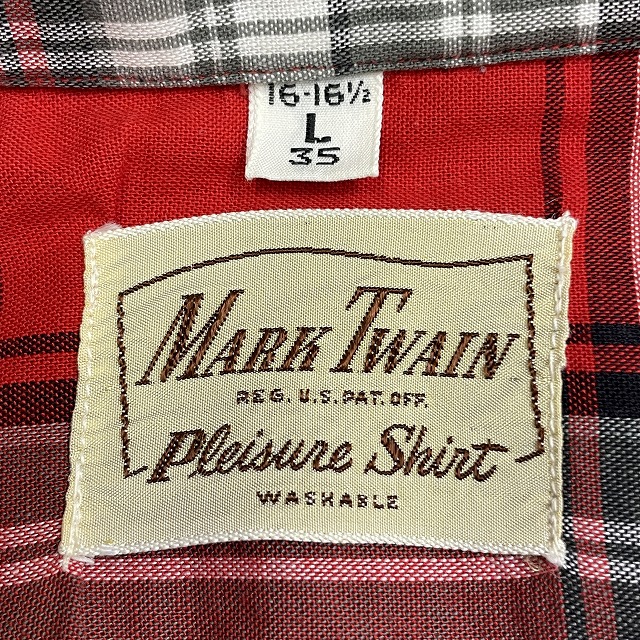 16-16½
L
35
MARK TWAIN
REG. U.S. PAT. OFF.
Pleisure Shirt
WASHABLE